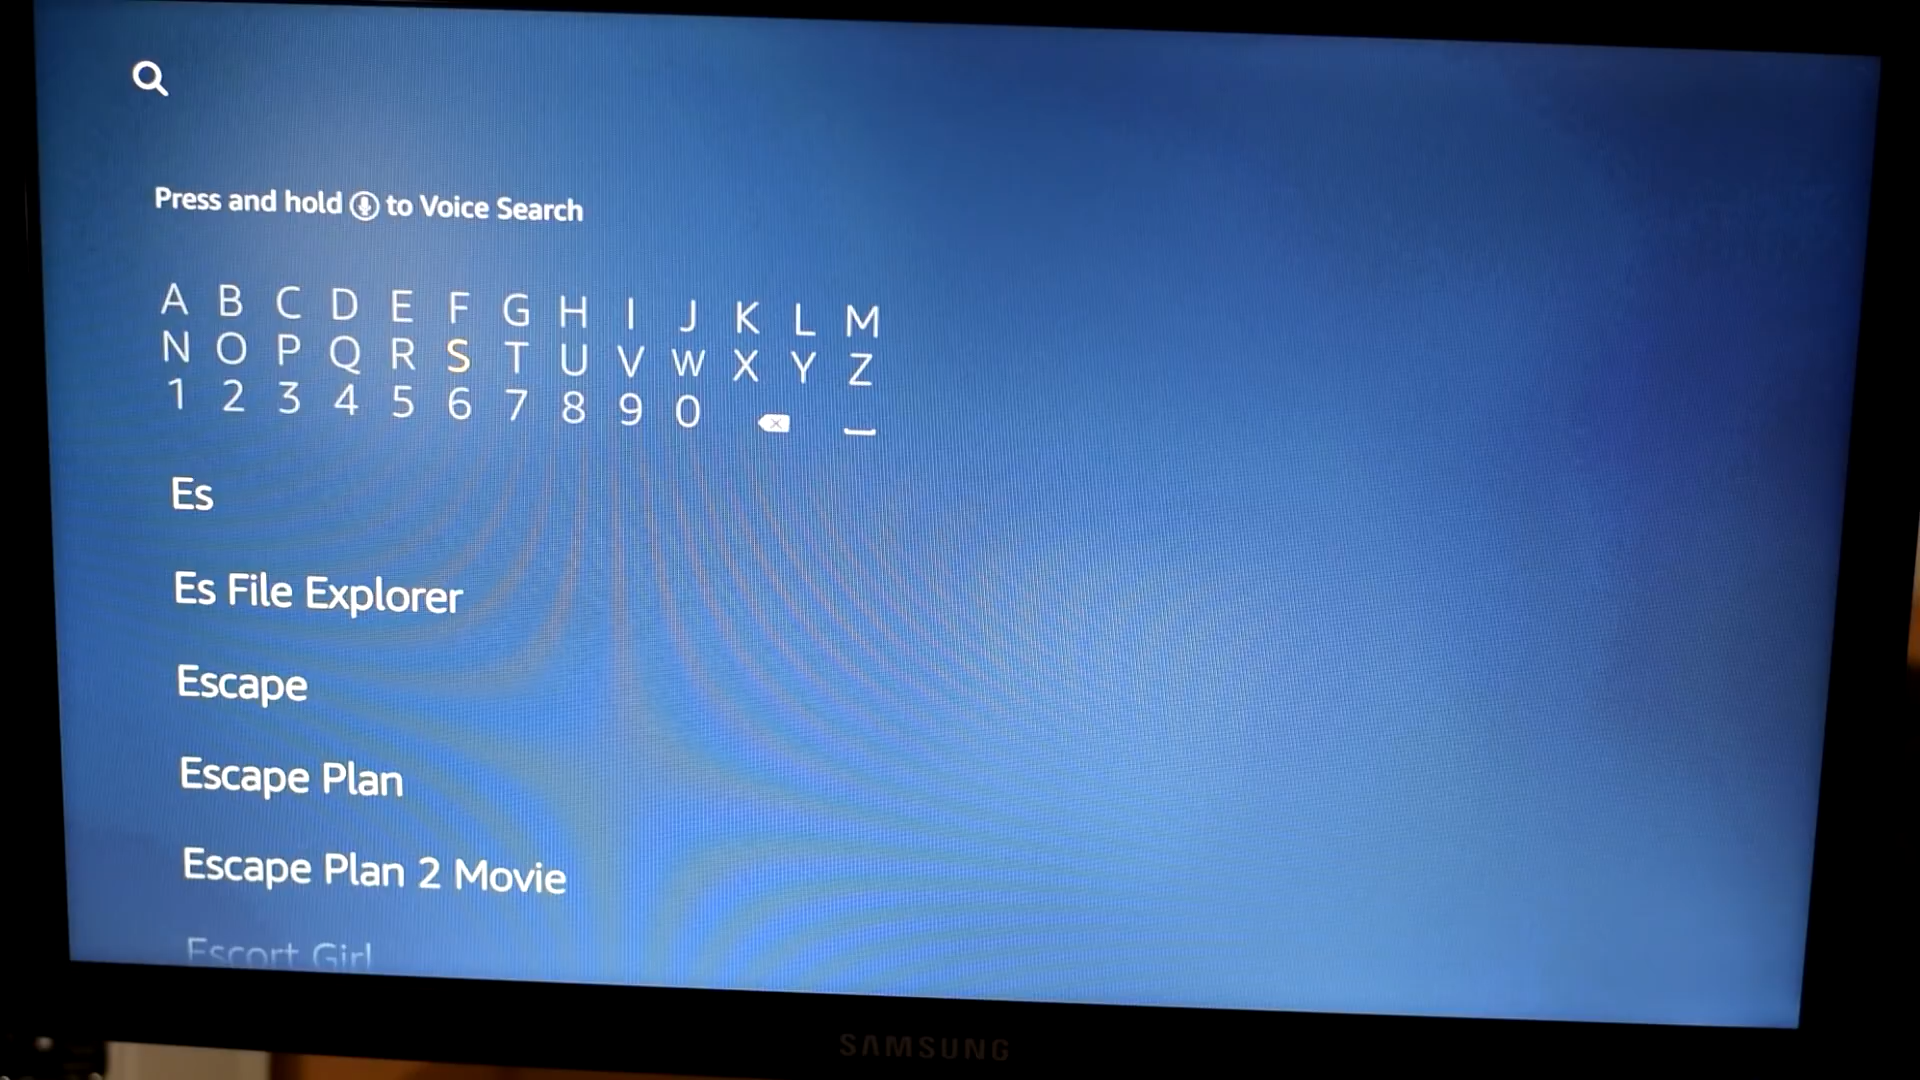 Press and hold to Voice Search
A B C D E F G H I J K L M
N O P Q R S T U V W X Y Z
1 2 3 4 5 6 7 8 9 0
Es
Es File Explorer
Escape
Escape Plan
Escape Plan 2 Movie
Escort Girl
SAMSUNG